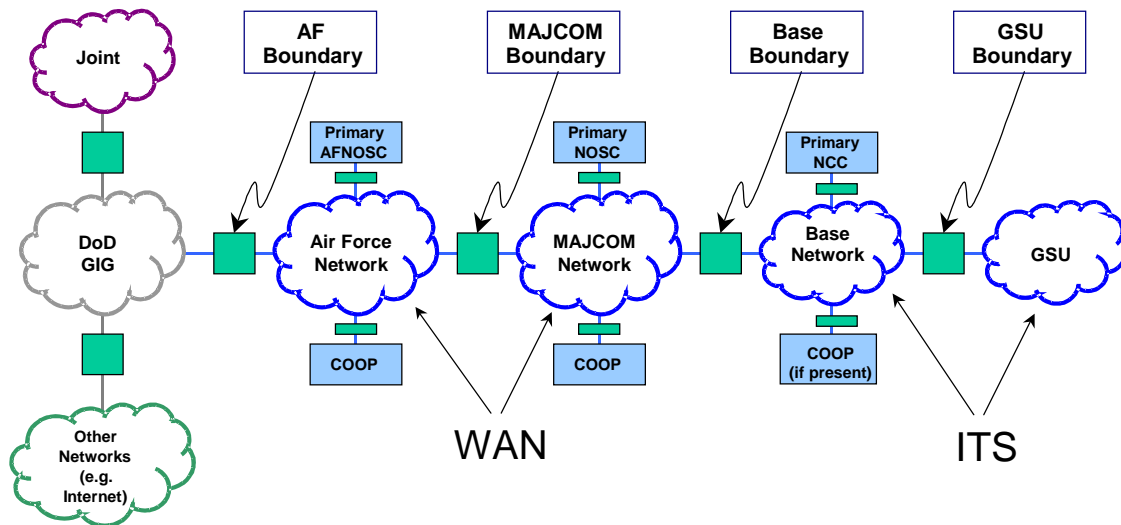 Joint
AF
Boundary
MAJCOM
Boundary
Base
Boundary
GSU
Boundary
Primary
AFNOSC
Primary
NOSC
Primary
NCC
DoD
GIG
Air Force
Network
MAJCOM
Network
Base
Network
GSU
COOP
COOP
COOP
(if present)
WAN
ITS
Other
Networks
(e.g.
Internet)